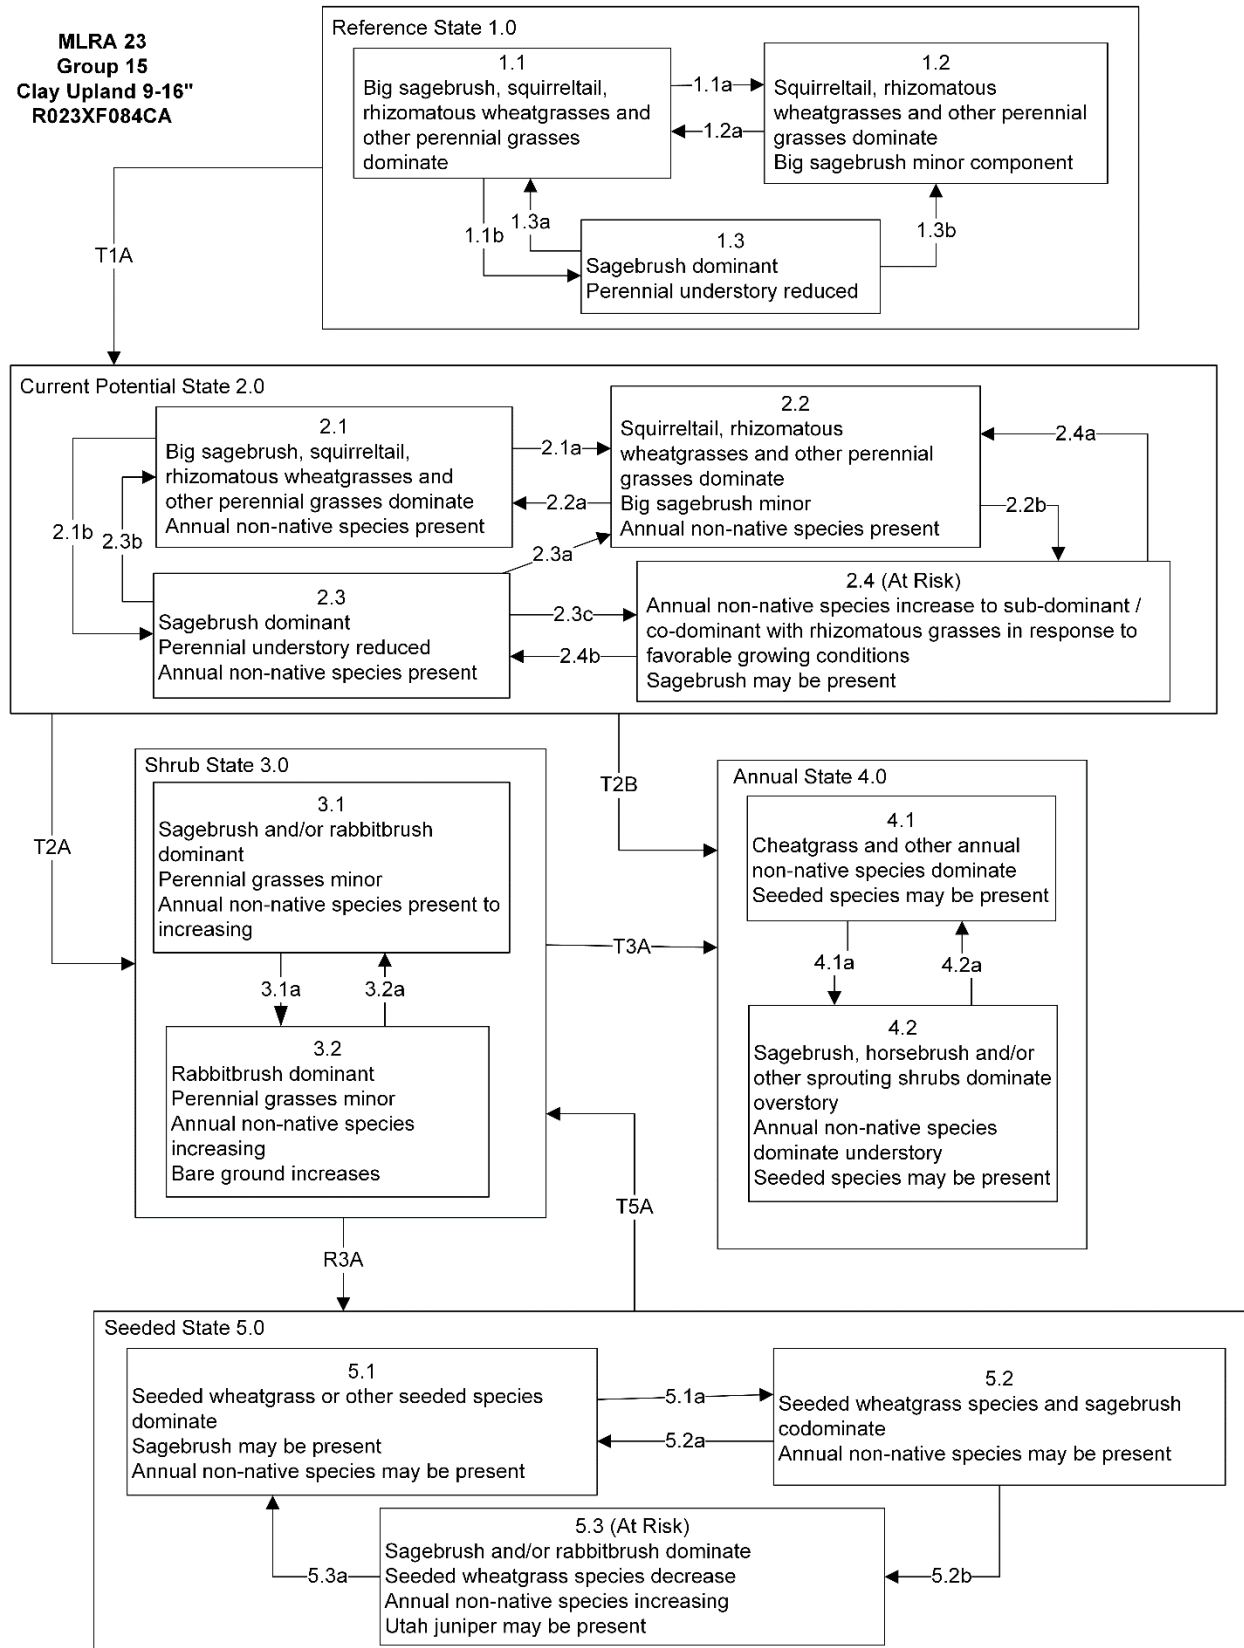 MLRA 23
Group 15
Clay Upland 9-16"
R023XF084CA
Reference State 1.0
1.1
Big sagebrush, squirreltail,
rhizomatous wheatgrasses and
other perennial grasses
dominate
1.1a
1.2a
1.2
Squirreltail, rhizomatous
wheatgrasses and other perennial
grasses dominate
Big sagebrush minor component
1.1b
1.3a
1.3b
1.3
Sagebrush dominant
Perennial understory reduced
T1A
Current Potential State 2.0
2.1
Big sagebrush, squirreltail,
rhizomatous wheatgrasses and
other perennial grasses dominate
Annual non-native species present
2.1a
2.2a
2.2
Squirreltail, rhizomatous
wheatgrasses and other perennial
grasses dominate
Big sagebrush minor
Annual non-native species present
2.4a
2.2b
2.1b
2.3b
2.3a
2.3
Sagebrush dominant
Perennial understory reduced
Annual non-native species present
2.3c
2.4b
2.4 (At Risk)
Annual non-native species increase to sub-dominant /
co-dominant with rhizomatous grasses in response to
favorable growing conditions
Sagebrush may be present
T2A
T2B
Shrub State 3.0
3.1
Sagebrush and/or rabbitbrush
dominant
Perennial grasses minor
Annual non-native species present to
increasing
3.1a
3.2a
3.2
Rabbitbrush dominant
Perennial grasses minor
Annual non-native species
increasing
Bare ground increases
T3A
Annual State 4.0
4.1
Cheatgrass and other annual
non-native species dominate
Seeded species may be present
4.1a
4.2a
4.2
Sagebrush, horsebrush and/or
other sprouting shrubs dominate
overstory
Annual non-native species
dominate understory
Seeded species may be present
R3A
T5A
Seeded State 5.0
5.1
Seeded wheatgrass or other seeded species
dominate
Sagebrush may be present
Annual non-native species may be present
5.1a
5.2a
5.2
Seeded wheatgrass species and sagebrush
codominate
Annual non-native species may be present
5.3a
5.3 (At Risk)
Sagebrush and/or rabbitbrush dominate
Seeded wheatgrass species decrease
Annual non-native species increasing
Utah juniper may be present
5.2b